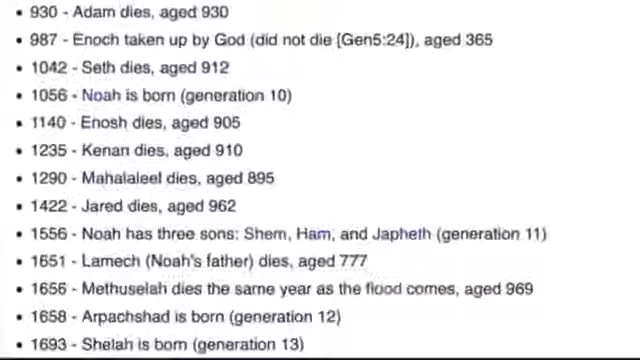 • 930 - Adam dies, aged 930
• 987 - Enoch taken up by God (did not die [Gen5:24]), aged 365
• 1042 - Seth dies, aged 912
• 1056 - Noah is born (generation 10)
• 1140 - Enosh dies, aged 905
• 1235 - Kenan dies, aged 910
• 1290 - Mahalaleel dies, aged 895
• 1422 - Jared dies, aged 962
• 1556 - Noah has three sons: Shem, Ham, and Japheth (generation 11)
• 1651 - Lamech (Noah's father) dies, aged 777
• 1656 - Methuselah dies the same year as the flood comes, aged 969
• 1658 - Arpachshad is born (generation 12)
• 1693 - Shelah is born (generation 13)